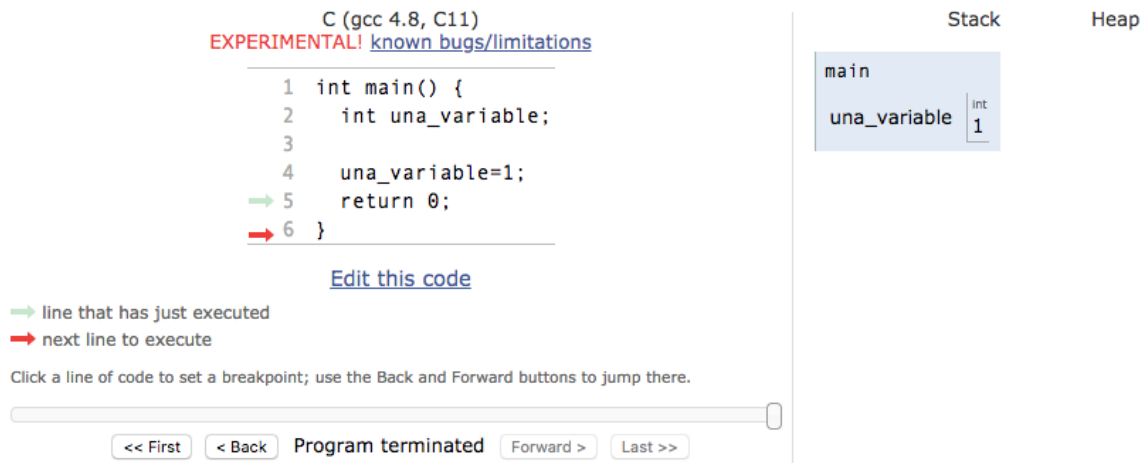 C (gcc 4.8, C11)
EXPERIMENTAL! known bugs/limitations
1 int main() {
2 int una_variable;
3
4 una_variable=1;
5 return 0;
6 }
Edit this code
line that has just executed
next line to execute
Click a line of code to set a breakpoint; use the Back and Forward buttons to jump there.
<< First < Back Program terminated Forward > Last >>
Stack Heap
main
una_variable int 1